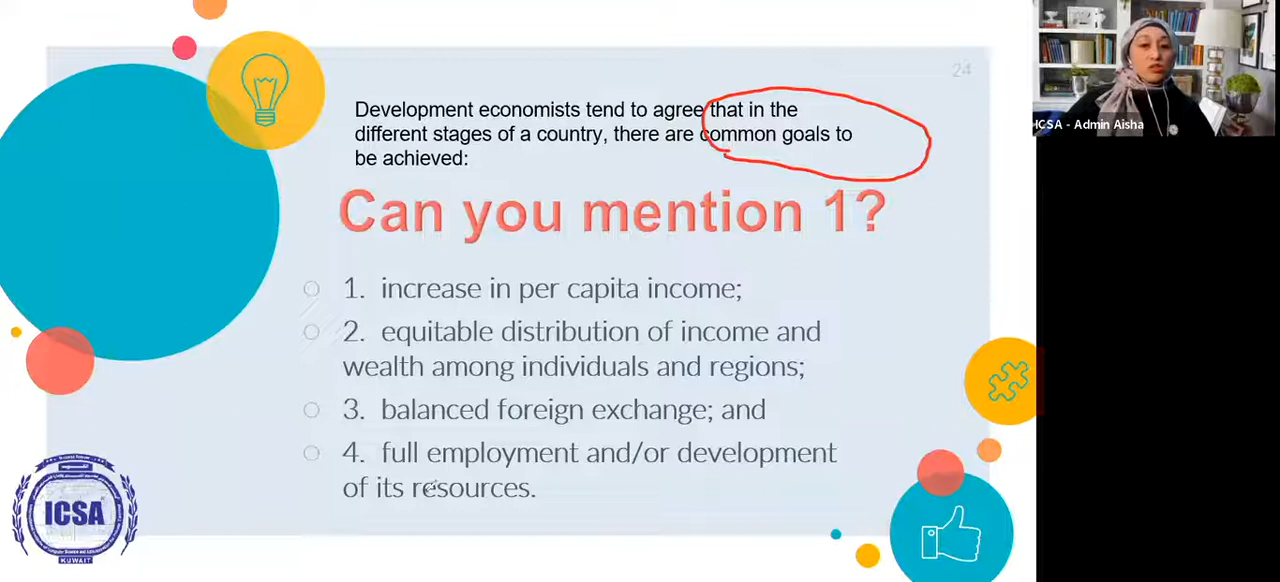 24
Development economists tend to agree that in the
different stages of a country, there are common goals to
be achieved:
Can you mention 1?
1. increase in per capita income;
2. equitable distribution of income and
wealth among individuals and regions;
3. balanced foreign exchange; and
4. full employment and/or development
of its resources.
ICSA
KUWAIT
ICSA - Admin Aisha